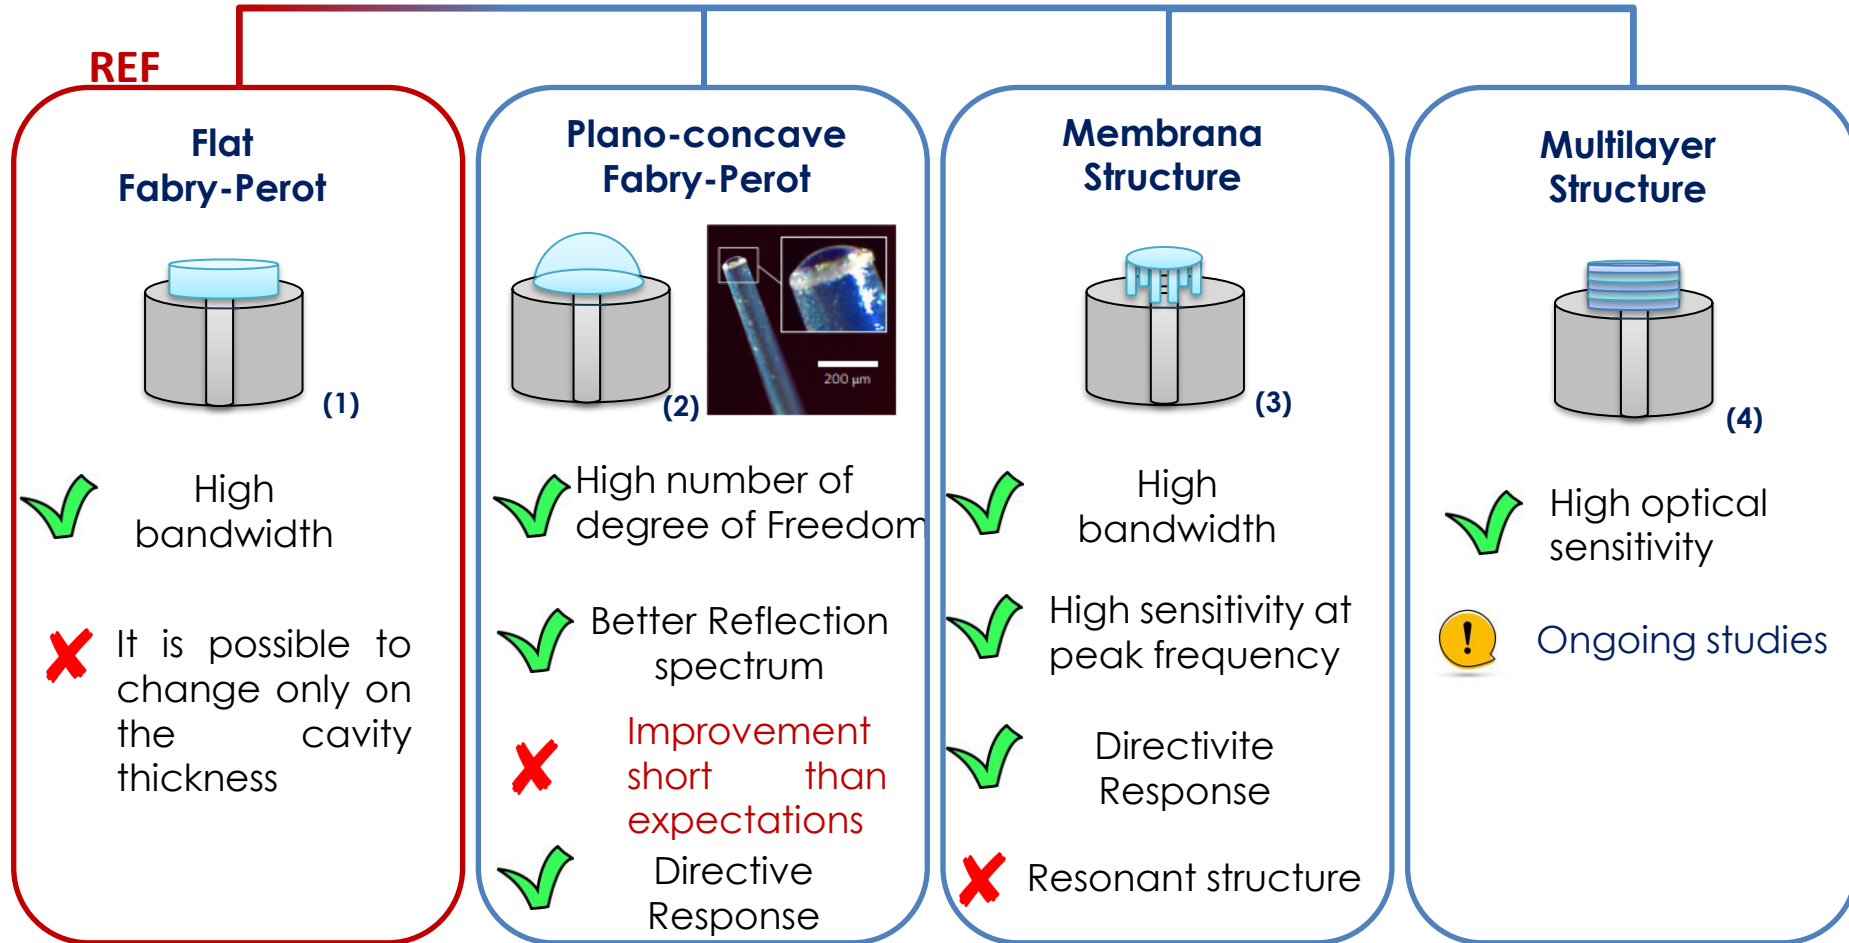 REF
Flat
Fabry-Perot
(1)
High
bandwidth
It is possible to
change only on
the cavity
thickness
Plano-concave
Fabry-Perot
200 µm
(2)
High number of
degree of Freedom
Better Reflection
spectrum
Improvement
short than
expectations
Directive
Response
Membrana
Structure
(3)
High
bandwidth
High sensitivity at
peak frequency
Directivite
Response
Resonant structure
Multilayer
Structure
(4)
High optical
sensitivity
Ongoing studies